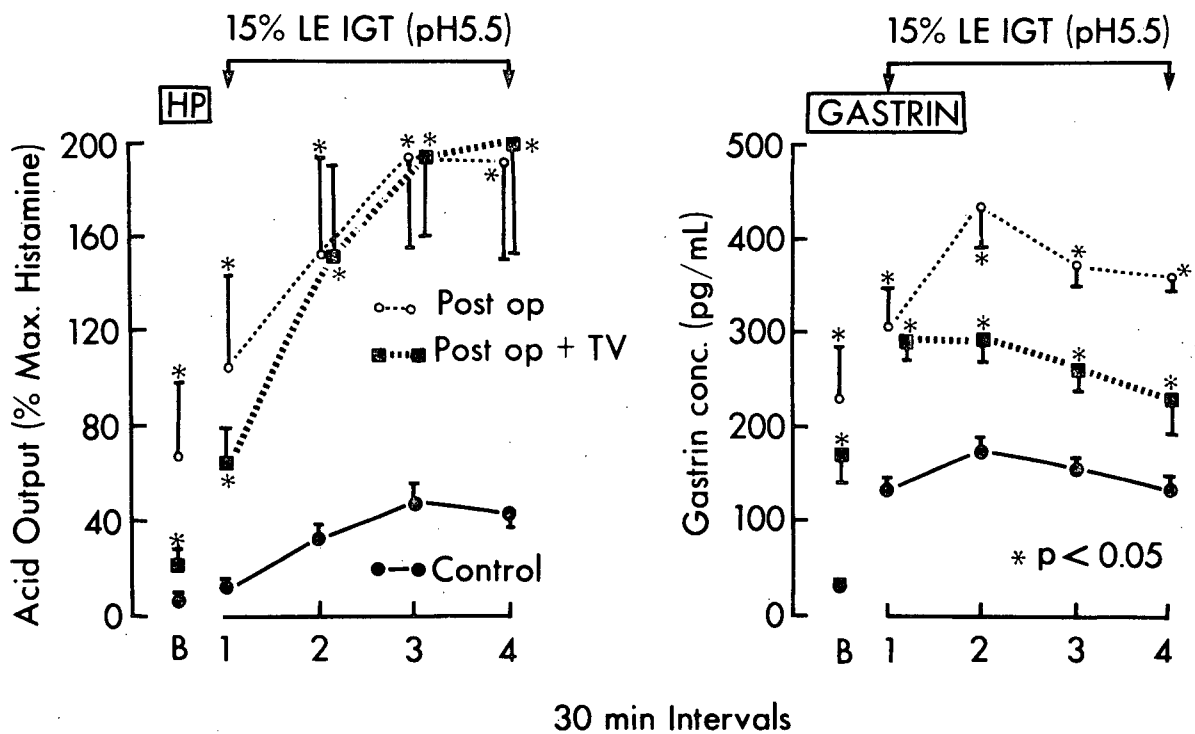 15% LE IGT (pH5.5)
HP
Acid Output (% Max. Histamine)
200
160
120
80
40
0
B 1 2 3 4
Post op
Post op + TV
Control
15% LE IGT (pH5.5)
GASTRIN
Gastrin conc. (pg/mL)
500
400
300
200
100
0
B 1 2 3 4
* p < 0.05
30 min Intervals